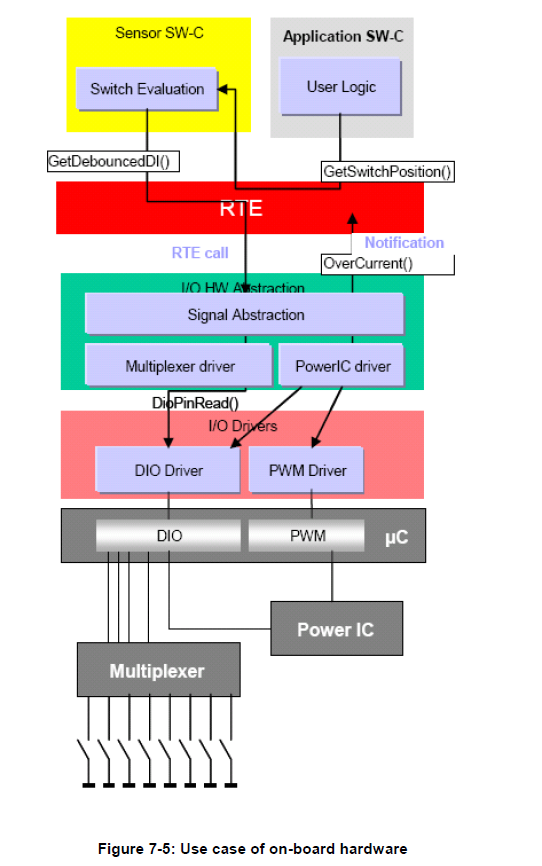 Sensor SW-C
Application SW-C
Switch Evaluation
User Logic
GetDebouncedDI()
GetSwitchPosition()
RTE
Notification
RTE call
OverCurrent()
I/O HW Abstraction
Signal Abstraction
Multiplexer driver
PowerIC driver
DioPinRead()
I/O Drivers
DIO Driver
PWM Driver
DIO
PWM
µC
Power IC
Multiplexer
Figure 7-5: Use case of on-board hardware